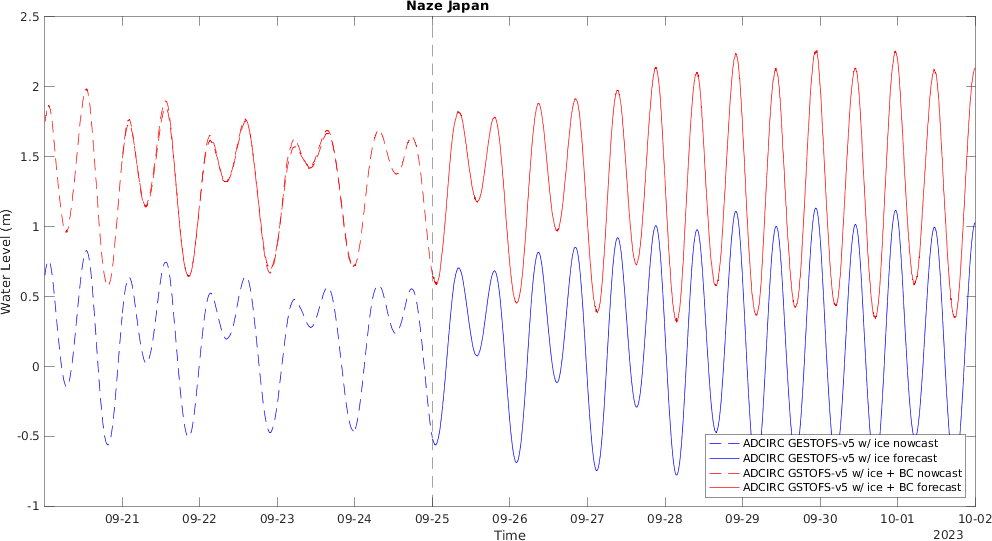 Naze Japan
2.5
2
1.5
1
0.5
0
-0.5
-1
Water Level (m)
ADCIRC GESTOFS-v5 w/ ice nowcast
ADCIRC GESTOFS-v5 w/ ice forecast
ADCIRC GSTOFS-v5 w/ ice + BC nowcast
ADCIRC GSTOFS-v5 w/ ice + BC forecast
09-21 09-22 09-23 09-24 09-25 09-26 09-27 09-28 09-29 09-30 10-01 10-02
Time
2023